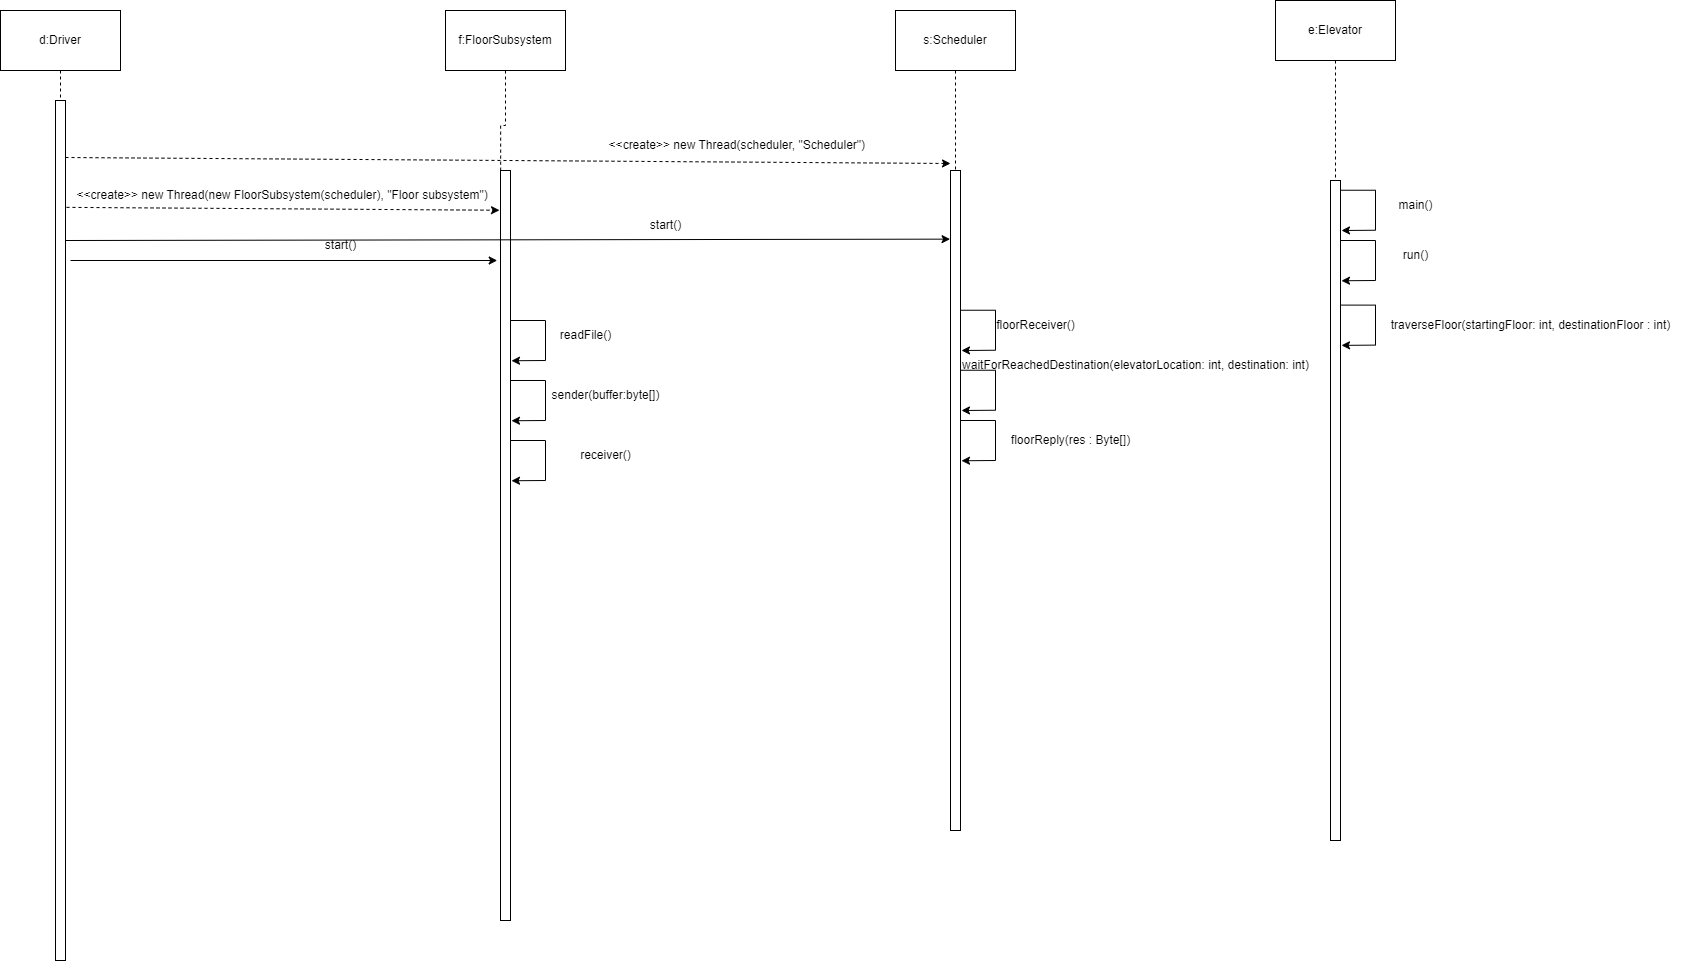 d:Driver
f:FloorSubsystem
s:Scheduler
e:Elevator
<<create>> new Thread(scheduler, "Scheduler")
<<create>> new Thread(new FloorSubsystem(scheduler), "Floor subsystem")
main()
start()
start()
run()
floorReceiver()
traverseFloor(startingFloor: int, destinationFloor : int)
readFile()
waitForReachedDestination(elevatorLocation: int, destination: int)
sender(buffer:byte[])
floorReply(res : Byte[])
receiver()